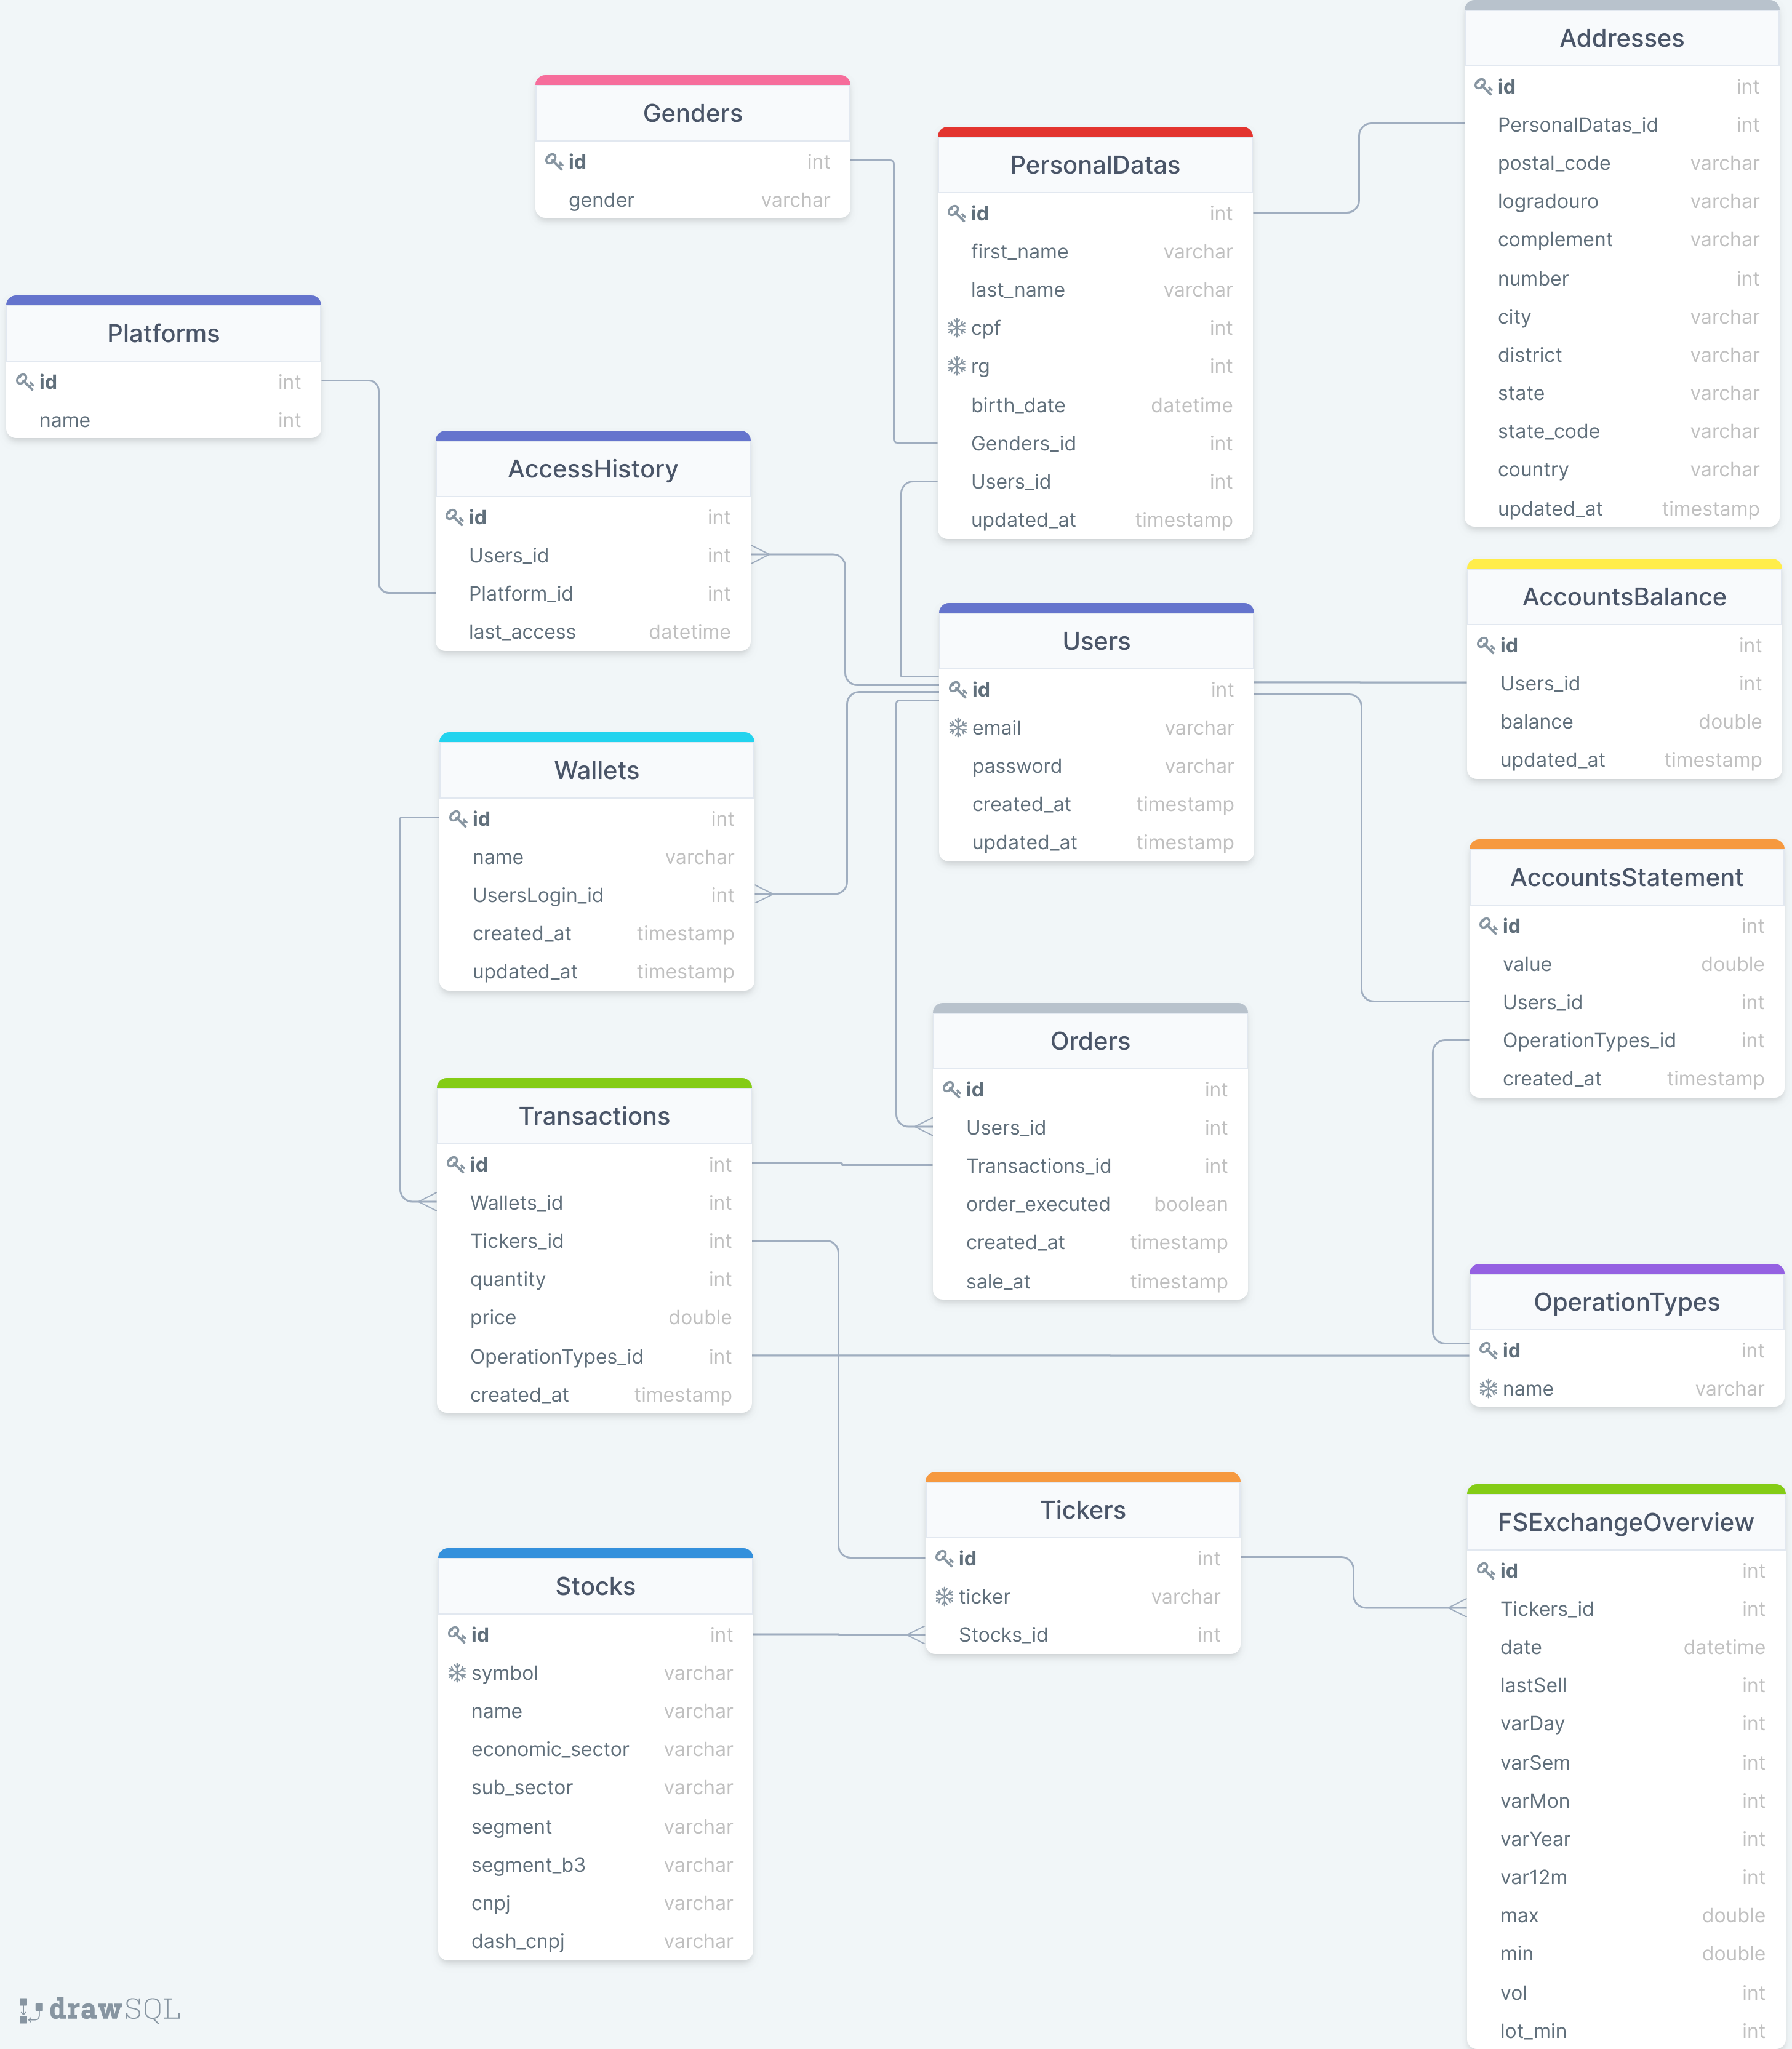 Addresses
id int
PersonalDatas_id int
postal_code varchar
logradouro varchar
complement varchar
number int
city varchar
district varchar
state varchar
state_code varchar
country varchar
updated_at timestamp
Genders
id int
gender varchar
PersonalDatas
id int
first_name varchar
last_name varchar
cpf int
rg int
birth_date datetime
Genders_id int
Users_id int
updated_at timestamp
Platforms
id int
name int
AccessHistory
id int
Users_id int
Platform_id int
last_access datetime
AccountsBalance
id int
Users_id int
balance double
updated_at timestamp
Users
id int
email varchar
password varchar
created_at timestamp
updated_at timestamp
Wallets
id int
name varchar
UsersLogin_id int
created_at timestamp
updated_at timestamp
AccountsStatement
id int
value double
Users_id int
OperationTypes_id int
created_at timestamp
Orders
id int
Users_id int
Transactions_id int
order_executed boolean
created_at timestamp
sale_at timestamp
Transactions
id int
Wallets_id int
Tickers_id int
quantity int
price double
OperationTypes_id int
created_at timestamp
OperationTypes
id int
name varchar
Tickers
id int
ticker varchar
Stocks_id int
FSExchangeOverview
id int
Tickers_id int
date datetime
lastSell int
varDay int
varSem int
varMon int
varYear int
var12m int
max double
min double
vol int
lot_min int
Stocks
id int
symbol varchar
name varchar
economic_sector varchar
sub_sector varchar
segment varchar
segment_b3 varchar
cnpj varchar
dash_cnpj varchar
drawSQL